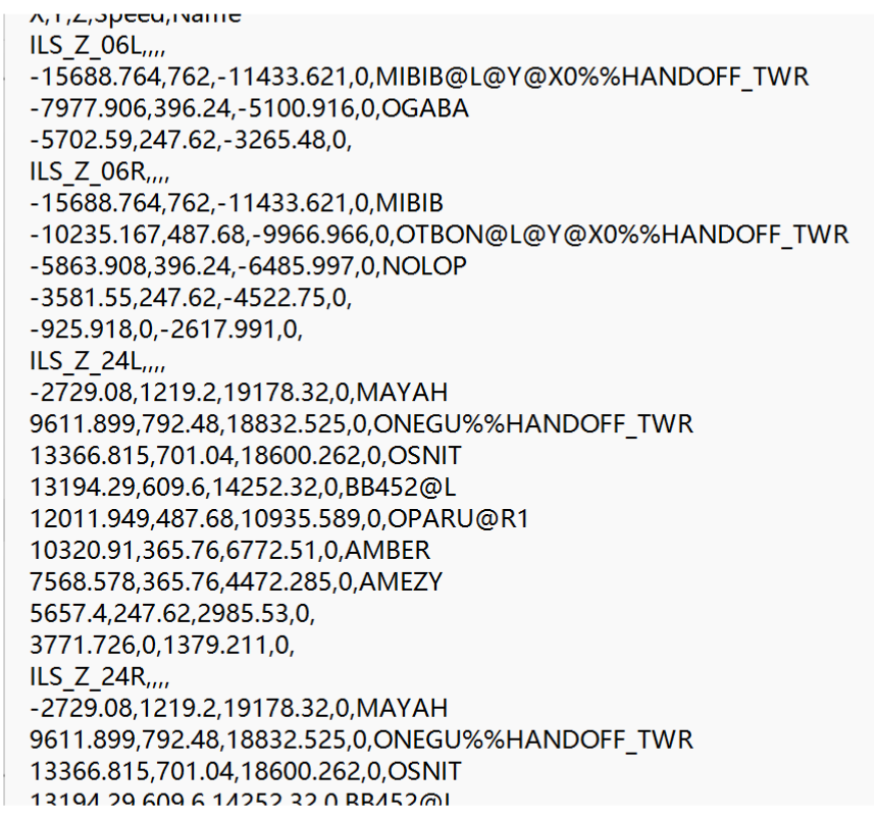 X,Y,Z,Speed,Name
ILS_Z_06L,,,,
-15688.764,762,-11433.621,0,MIBIB@L@Y@X0%%HANDOFF_TWR
-7977.906,396.24,-5100.916,0,OGABA
-5702.59,247.62,-3265.48,0,
ILS_Z_06R,,,,
-15688.764,762,-11433.621,0,MIBIB
-10235.167,487.68,-9966.966,0,OTBON@L@Y@X0%%HANDOFF_TWR
-5863.908,396.24,-6485.997,0,NOLOP
-3581.55,247.62,-4522.75,0,
-925.918,0,-2617.991,0,
ILS_Z_24L,,,,
-2729.08,1219.2,19178.32,0,MAYAH
9611.899,792.48,18832.525,0,ONEGU%%HANDOFF_TWR
13366.815,701.04,18600.262,0,OSNIT
13194.29,609.6,14252.32,0,BB452@L
12011.949,487.68,10935.589,0,OPARU@R1
10320.91,365.76,6772.51,0,AMBER
7568.578,365.76,4472.285,0,AMEZY
5657.4,247.62,2985.53,0,
3771.726,0,1379.211,0,
ILS_Z_24R,,,,
-2729.08,1219.2,19178.32,0,MAYAH
9611.899,792.48,18832.525,0,ONEGU%%HANDOFF_TWR
13366.815,701.04,18600.262,0,OSNIT
13194.29,609.6,14252.32,0,BB452@L